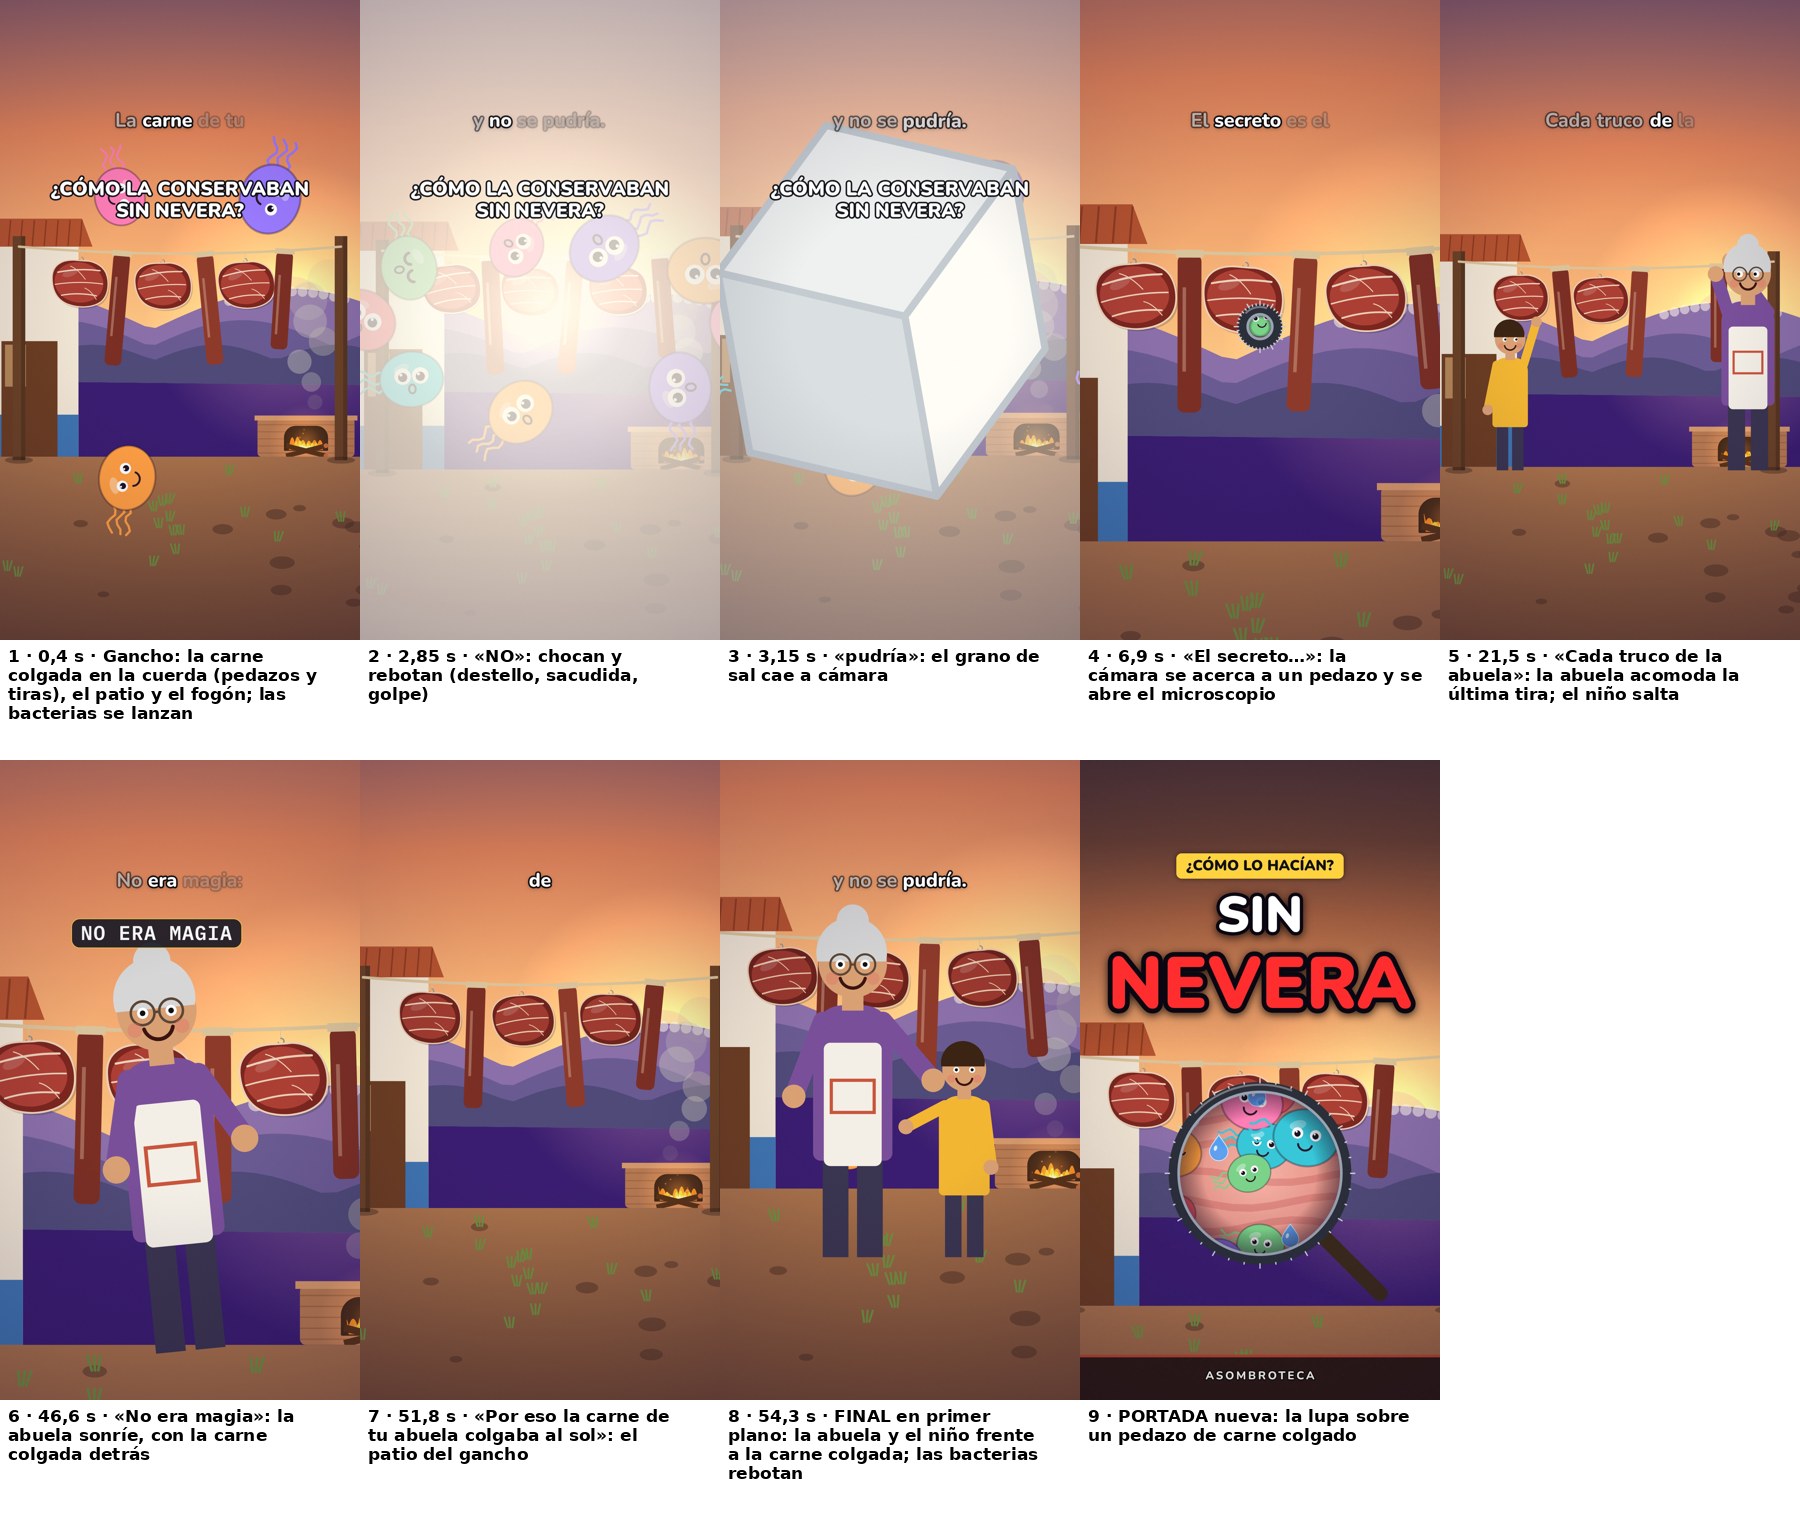 La carne de tu
¿CÓMO LA CONSERVABAN
SIN NEVERA?
1 · 0,4 s · Gancho: la carne
colgada en la cuerda (pedazos y
tiras), el patio y el fogón; las
bacterias se lanzan
y no se pudría.
¿CÓMO LA CONSERVABAN
SIN NEVERA?
2 · 2,85 s · «NO»: chocan y
rebotan (destello, sacudida,
golpe)
y no se pudría.
¿CÓMO LA CONSERVABAN
SIN NEVERA?
3 · 3,15 s · «pudría»: el grano de
sal cae a cámara
El secreto es el
4 · 6,9 s · «El secreto...»: la
cámara se acerca a un pedazo y se
abre el microscopio
Cada truco de la
5 · 21,5 s · «Cada truco de la
abuela»: la abuela acomoda la
última tira; el niño salta
No era magia:
NO ERA MAGIA
6 · 46,6 s · «No era magia»: la
abuela sonríe, con la carne
colgada detrás
de
7 · 51,8 s · «Por eso la carne de
tu abuela colgaba al sol»: el
patio del gancho
y no se pudría.
8 · 54,3 s · FINAL en primer
plano: la abuela y el niño frente
a la carne colgada; las bacterias
rebotan
¿CÓMO LO HACÍAN?
SIN
NEVERA
ASOMBROTECA
9 · PORTADA nueva: la lupa sobre
un pedazo de carne colgado